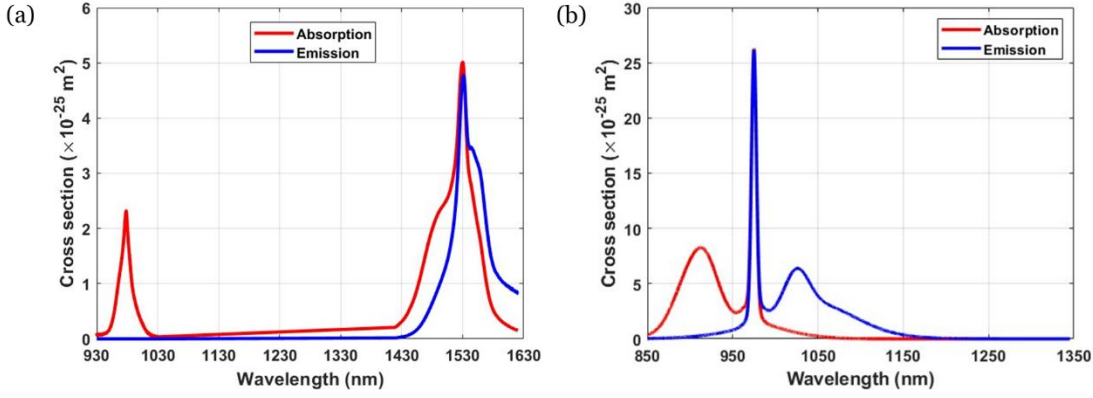 (a)
6
5
4
3
2
1
0
Cross section (×10⁻²⁵ m²)
Absorption
Emission
930 1030 1130 1230 1330 1430 1530 1630
Wavelength (nm)
(b)
30
25
20
15
10
5
0
Cross section (×10⁻²⁵ m²)
Absorption
Emission
850 950 1050 1150 1250 1350
Wavelength (nm)